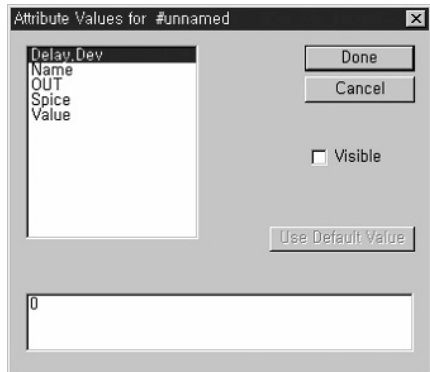 Attribute Values for #unnamed
Delay.Dev
Name
OUT
Spice
Value
Done
Cancel
Visible
Use Default Value
0